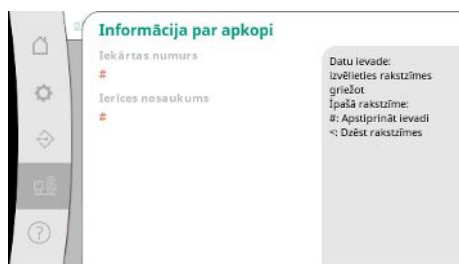 Informācija par apkopi
Iekārtas numurs
#
Ierīces nosaukums
#
Datu ievade:
izvēlieties rakstzīmes
griežot
Īpašā rakstzīme:
#: Apstiprināt ievadi
<: Dzēst rakstzīmes
?